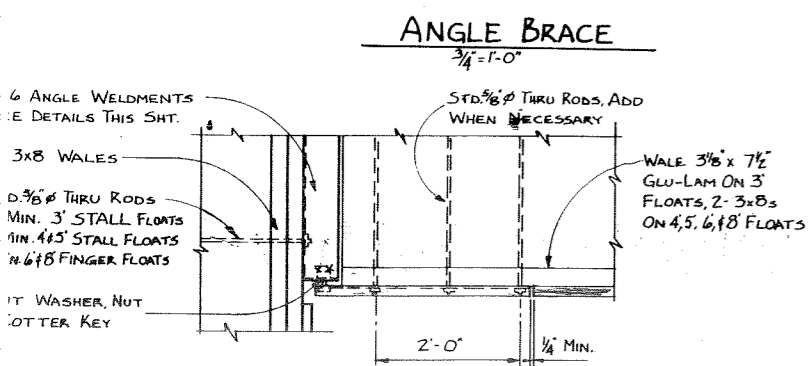 ANGLE BRACE
3/4"=1'-0"
6 ANGLE WELDMENTS
E DETAILS THIS SHT.
3x8 WALES
D. 5/8"ø THRU RODS
MIN. 3' STALL FLOATS
MIN. 4'&5' STALL FLOATS
N. 6'&8' FINGER FLOATS
T WASHER, NUT
COTTER KEY
STD. 5/8"ø THRU RODS, ADD
WHEN NECESSARY
WALE 3 1/8" x 7 1/2"
GLU-LAM ON 3'
FLOATS, 2-3x8s
ON 4', 5', 6', & 8' FLOATS
2'-0"
1/4" MIN.